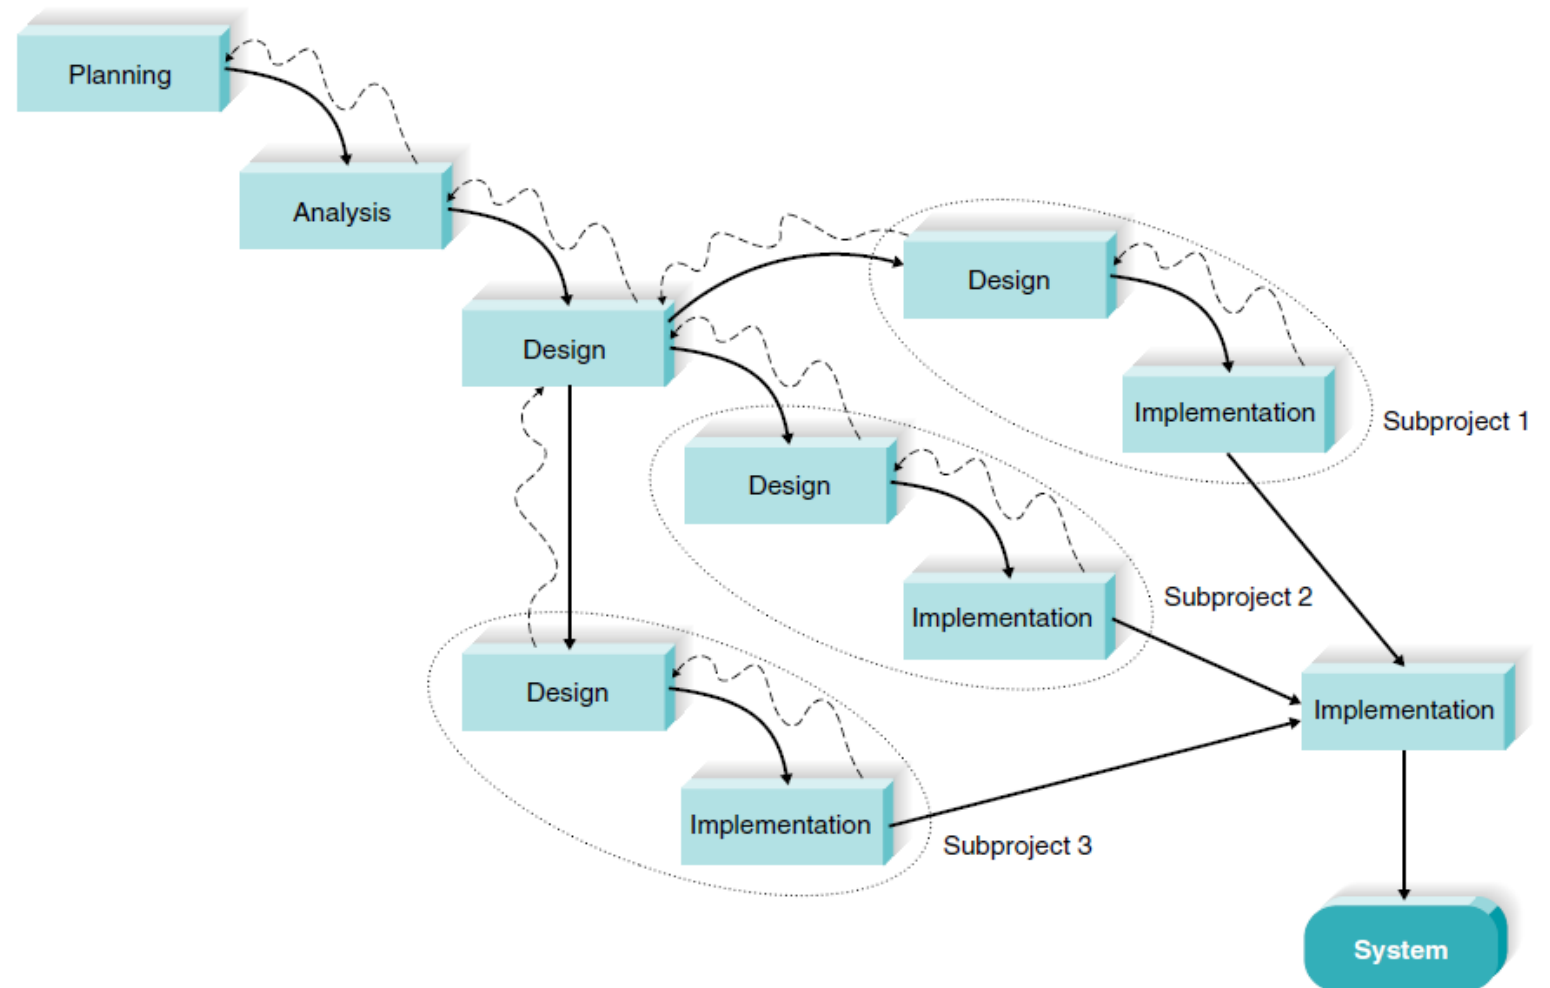 Planning
Analysis
Design
Design
Implementation
Subproject 1
Design
Implementation
Subproject 2
Design
Implementation
Subproject 3
Implementation
System